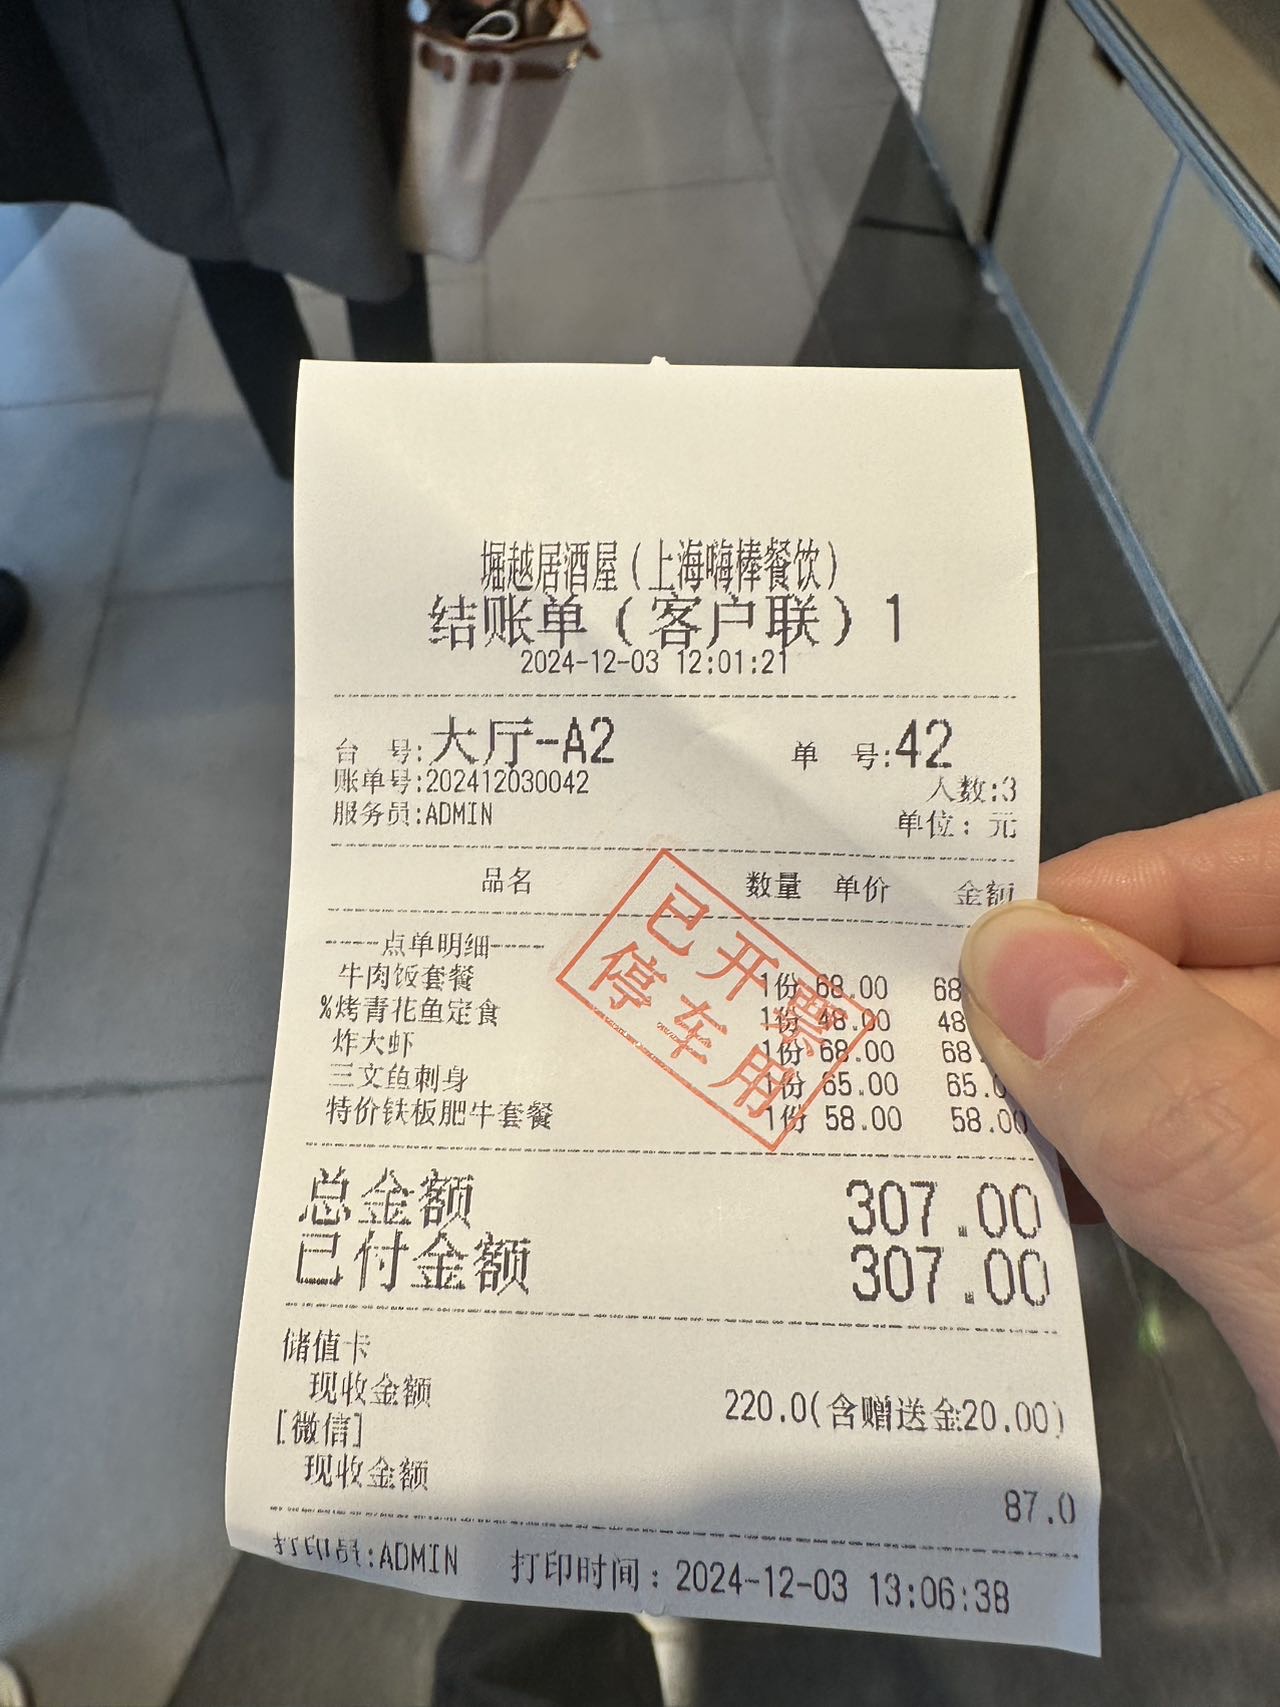 堀越居酒屋（上海嗨棒餐饮）
结账单（客户联）1
2024-12-03 12:01:21
台 号:大厅-A2 单 号:42
账单号:202412030042 人数:3
服务员:ADMIN 单位：元
品名 数量 单价 金额
----点单明细----
牛肉饭套餐 1份 68.00 68
%烤青花鱼定食 1份 48.00 48
炸大虾 1份 68.00 68.
三文鱼刺身 1份 65.00 65.0
特价铁板肥牛套餐 1份 58.00 58.00
已开票
停车用
总金额 307.00
已付金额 307.00
储值卡
现收金额 220.0(含赠送金20.00)
[微信]
现收金额 87.0
打印员:ADMIN 打印时间：2024-12-03 13:06:38